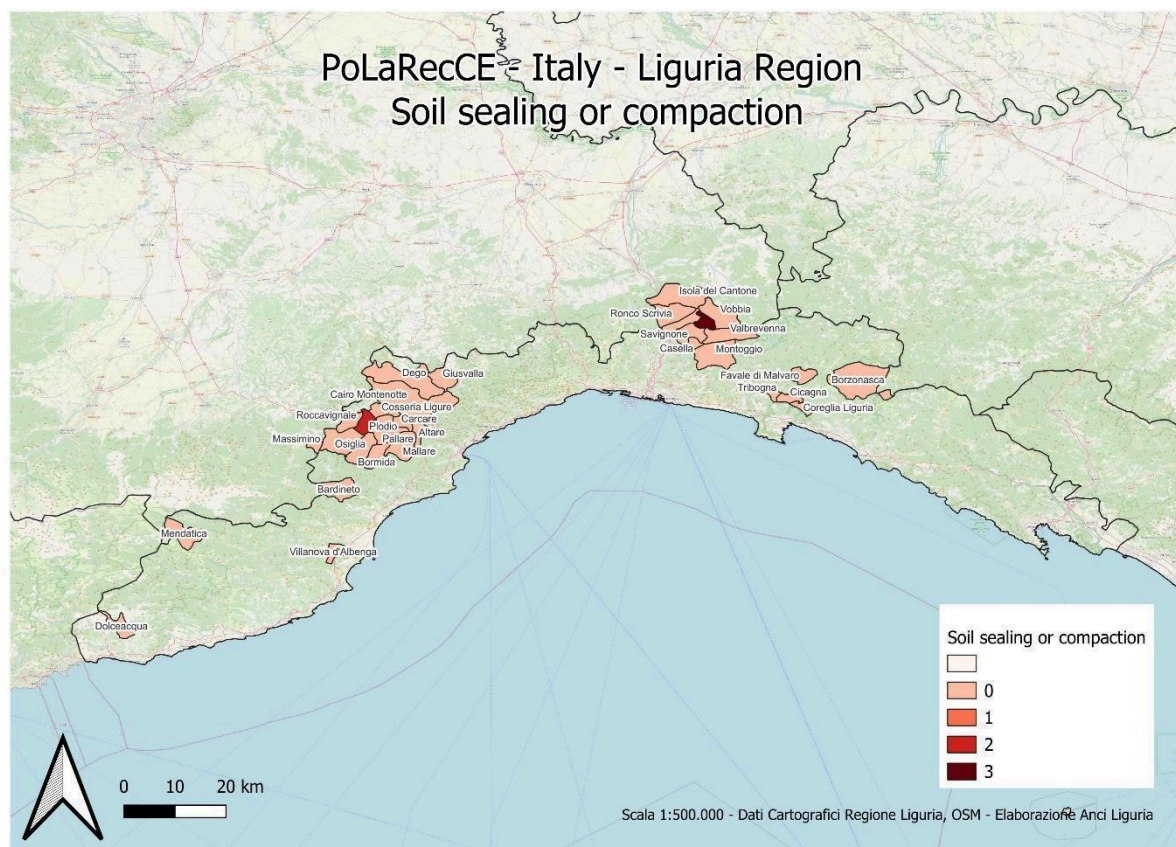 PoLaRecCE - Italy - Liguria Region
Soil sealing or compaction
Isola del Cantone
Ronco Scrivia
Vobbia
Savignone
Valbrevenna
Casella
Montoggio
Favale di Malvaro
Borzonasca
Tribogna
Cicagna
Coreglia Liguria
Dego
Giusvalla
Cairo Montenotte
Cosseria Ligure
Roccavignale
Carcare
Plodio
Altare
Massimino
Osiglia
Pallare
Mallare
Bormida
Bardineto
Mendatica
Villanova d'Albenga
Dolceacqua
Soil sealing or compaction
0
1
2
3
0 10 20 km
Scala 1:500.000 - Dati Cartografici Regione Liguria, OSM - Elaborazione Anci Liguria